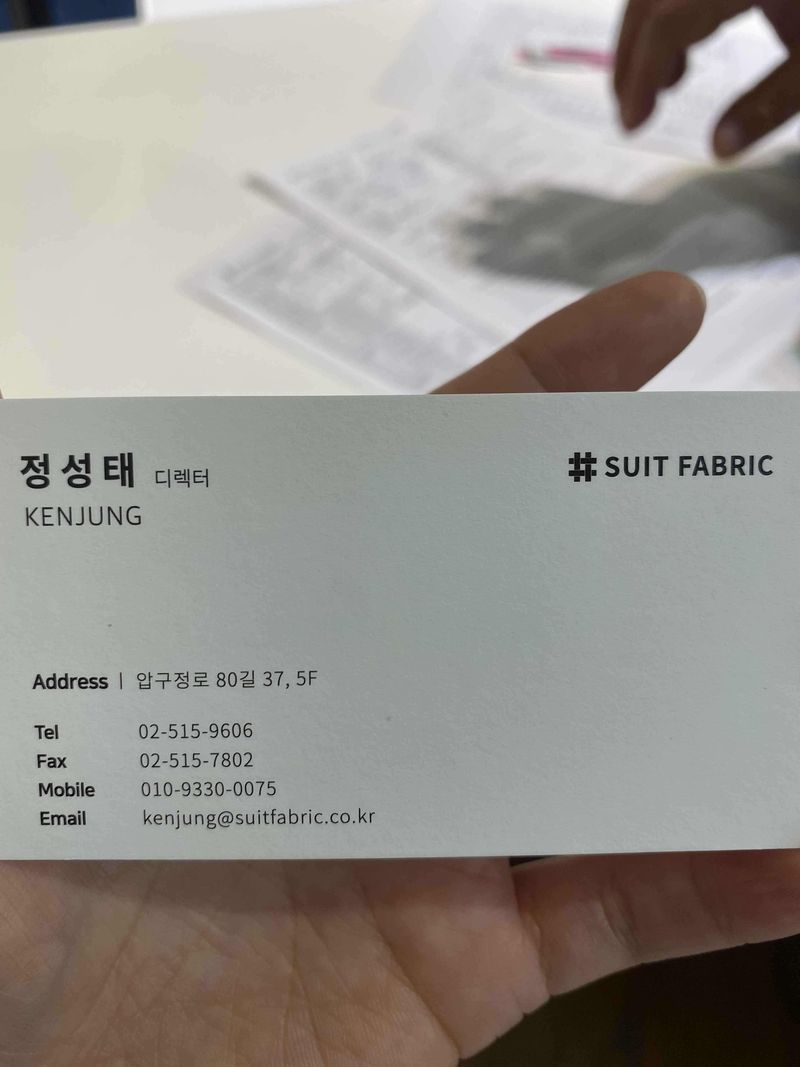 정성태 디렉터
KENJUNG
SUIT FABRIC
Address | 압구정로 80길 37, 5F
Tel 02-515-9606
Fax 02-515-7802
Mobile 010-9330-0075
Email kenjung@suitfabric.co.kr